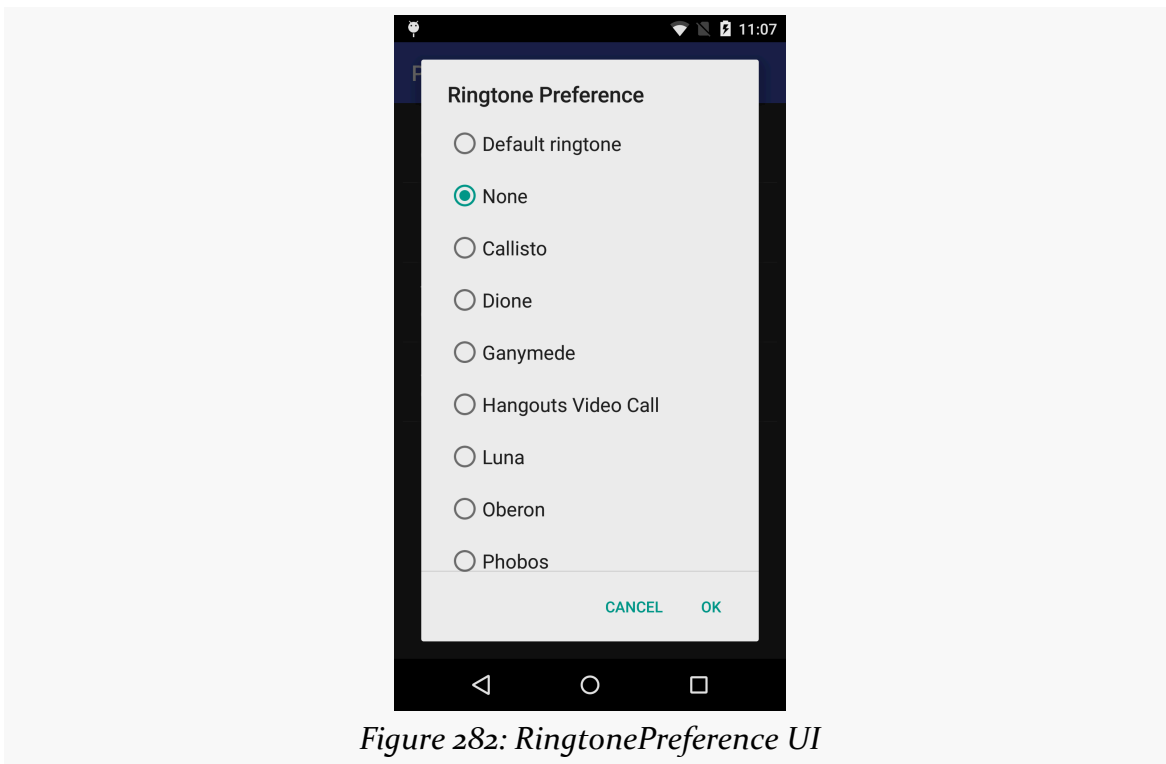 11:07
P
Ringtone Preference
Default ringtone
None
Callisto
Dione
Ganymede
Hangouts Video Call
Luna
Oberon
Phobos
CANCEL OK
Figure 282: RingtonePreference UI